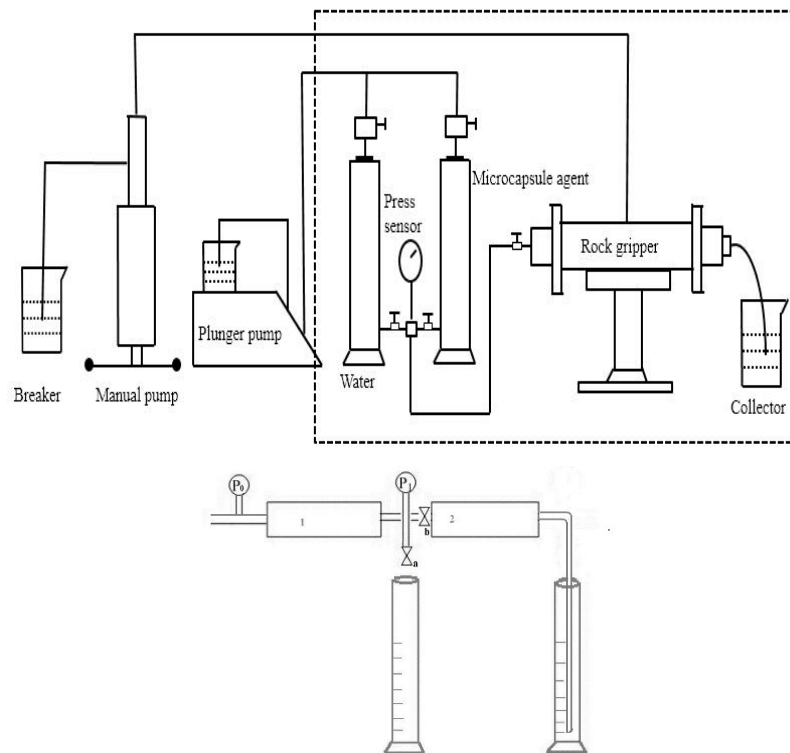 Microcapsule agent
Press
sensor
Rock gripper
Plunger pump
Water
Breaker
Manual pump
Collector
P₀
P₁
1
2
b
a